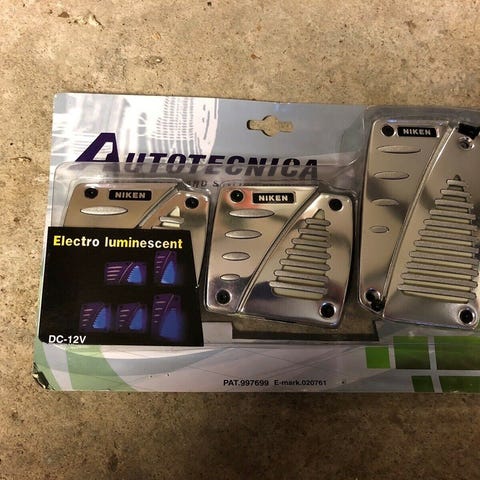 AUTOTECNICA
NIKEN
NIKEN
NIKEN
Electro luminescent
DC-12V
PAT.997699 E-mark.020761